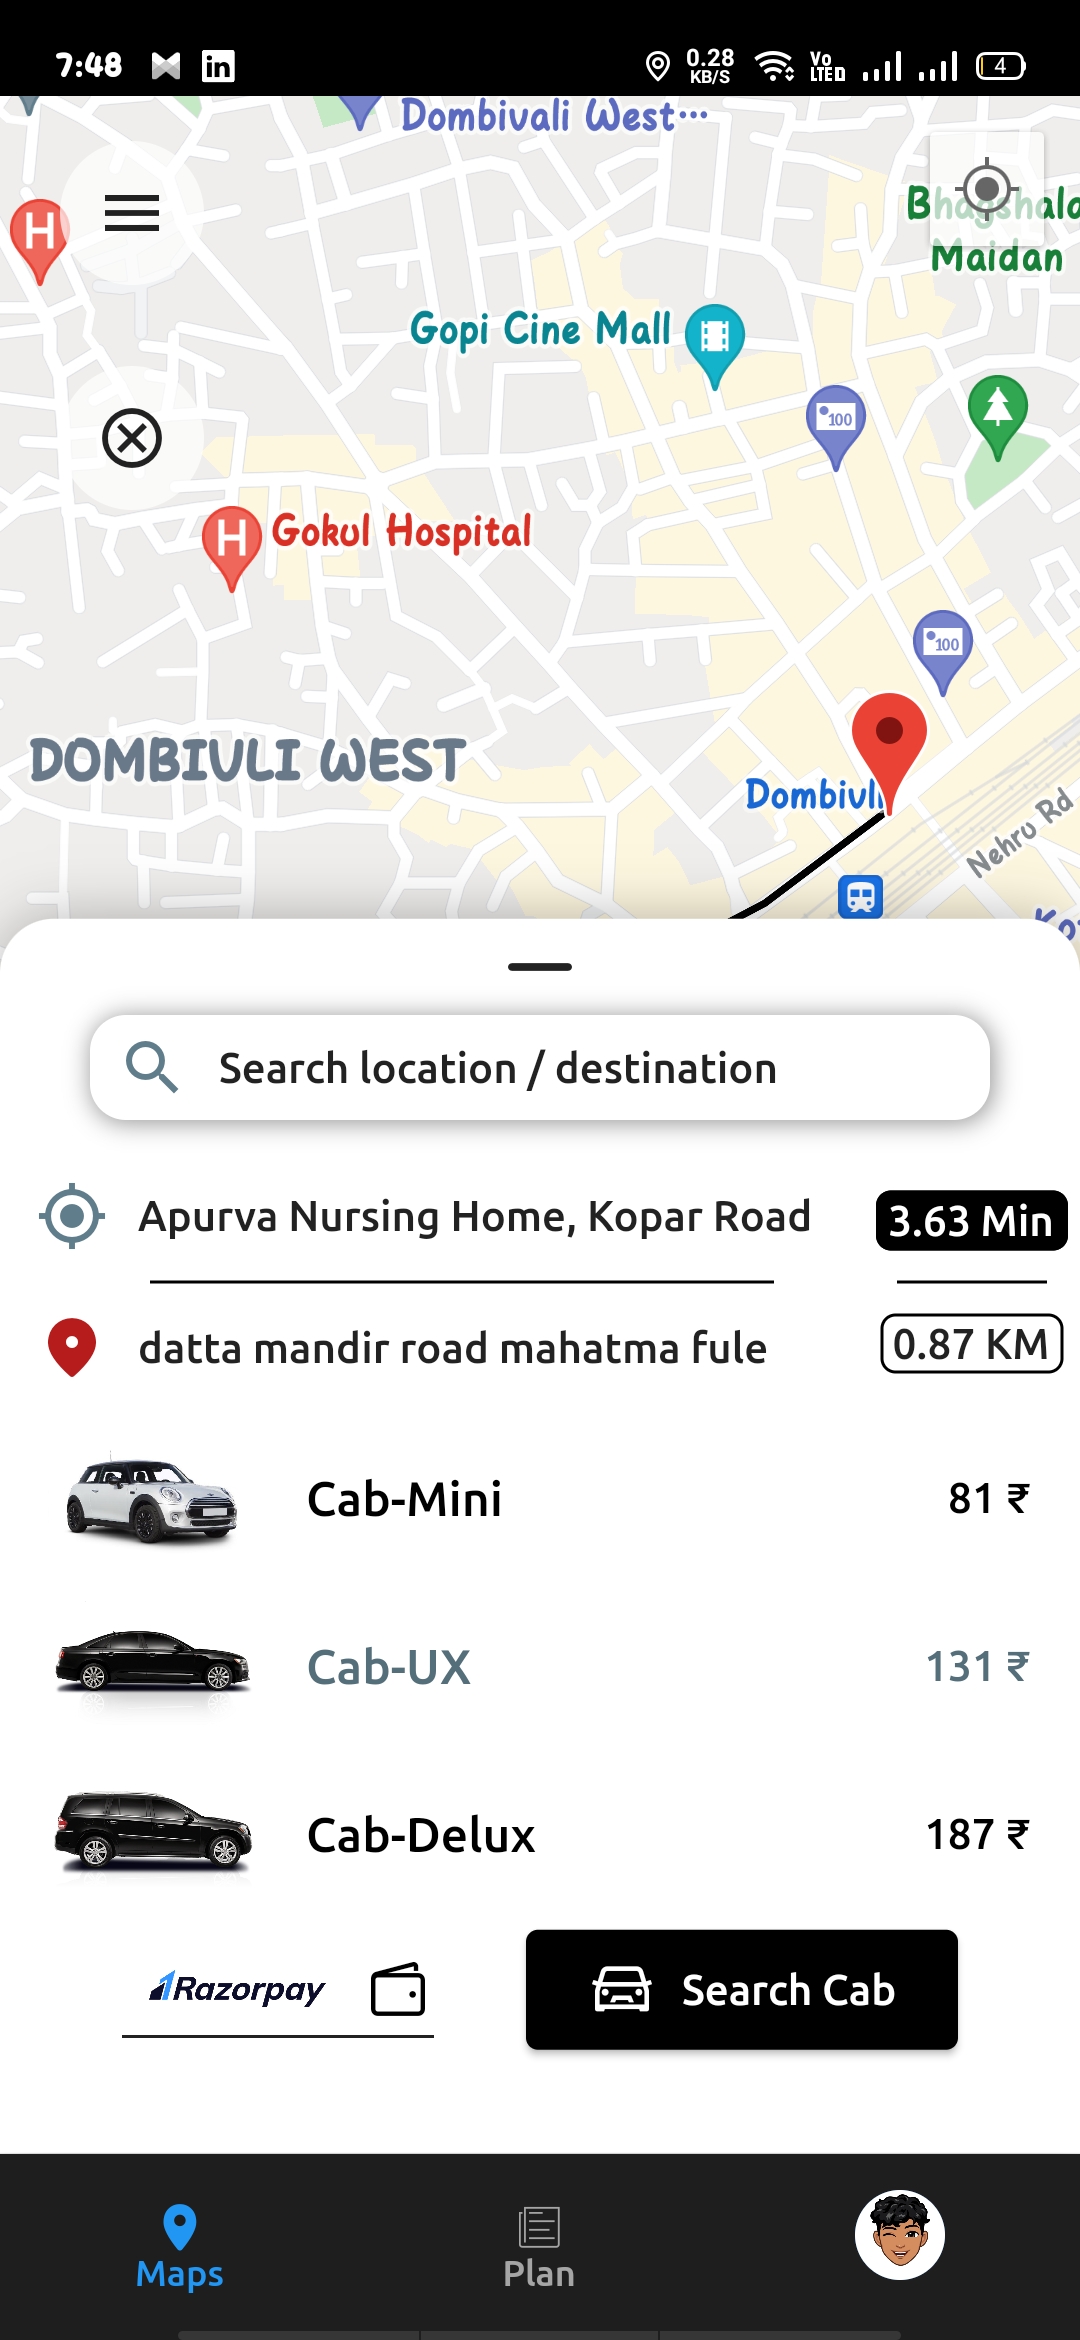 7:48
0.28
KB/S
Vo
LTED
4
Dombivali West...
Bhagshala
Maidan
Gopi Cine Mall
100
H
H Gokul Hospital
100
DOMBIVLI WEST
Dombivli
Nehru Rd
Search location / destination
Apurva Nursing Home, Kopar Road
3.63 Min
datta mandir road mahatma fule
0.87 KM
Cab-Mini
81 ₹
Cab-UX
131 ₹
Cab-Delux
187 ₹
Razorpay
Search Cab
Maps
Plan